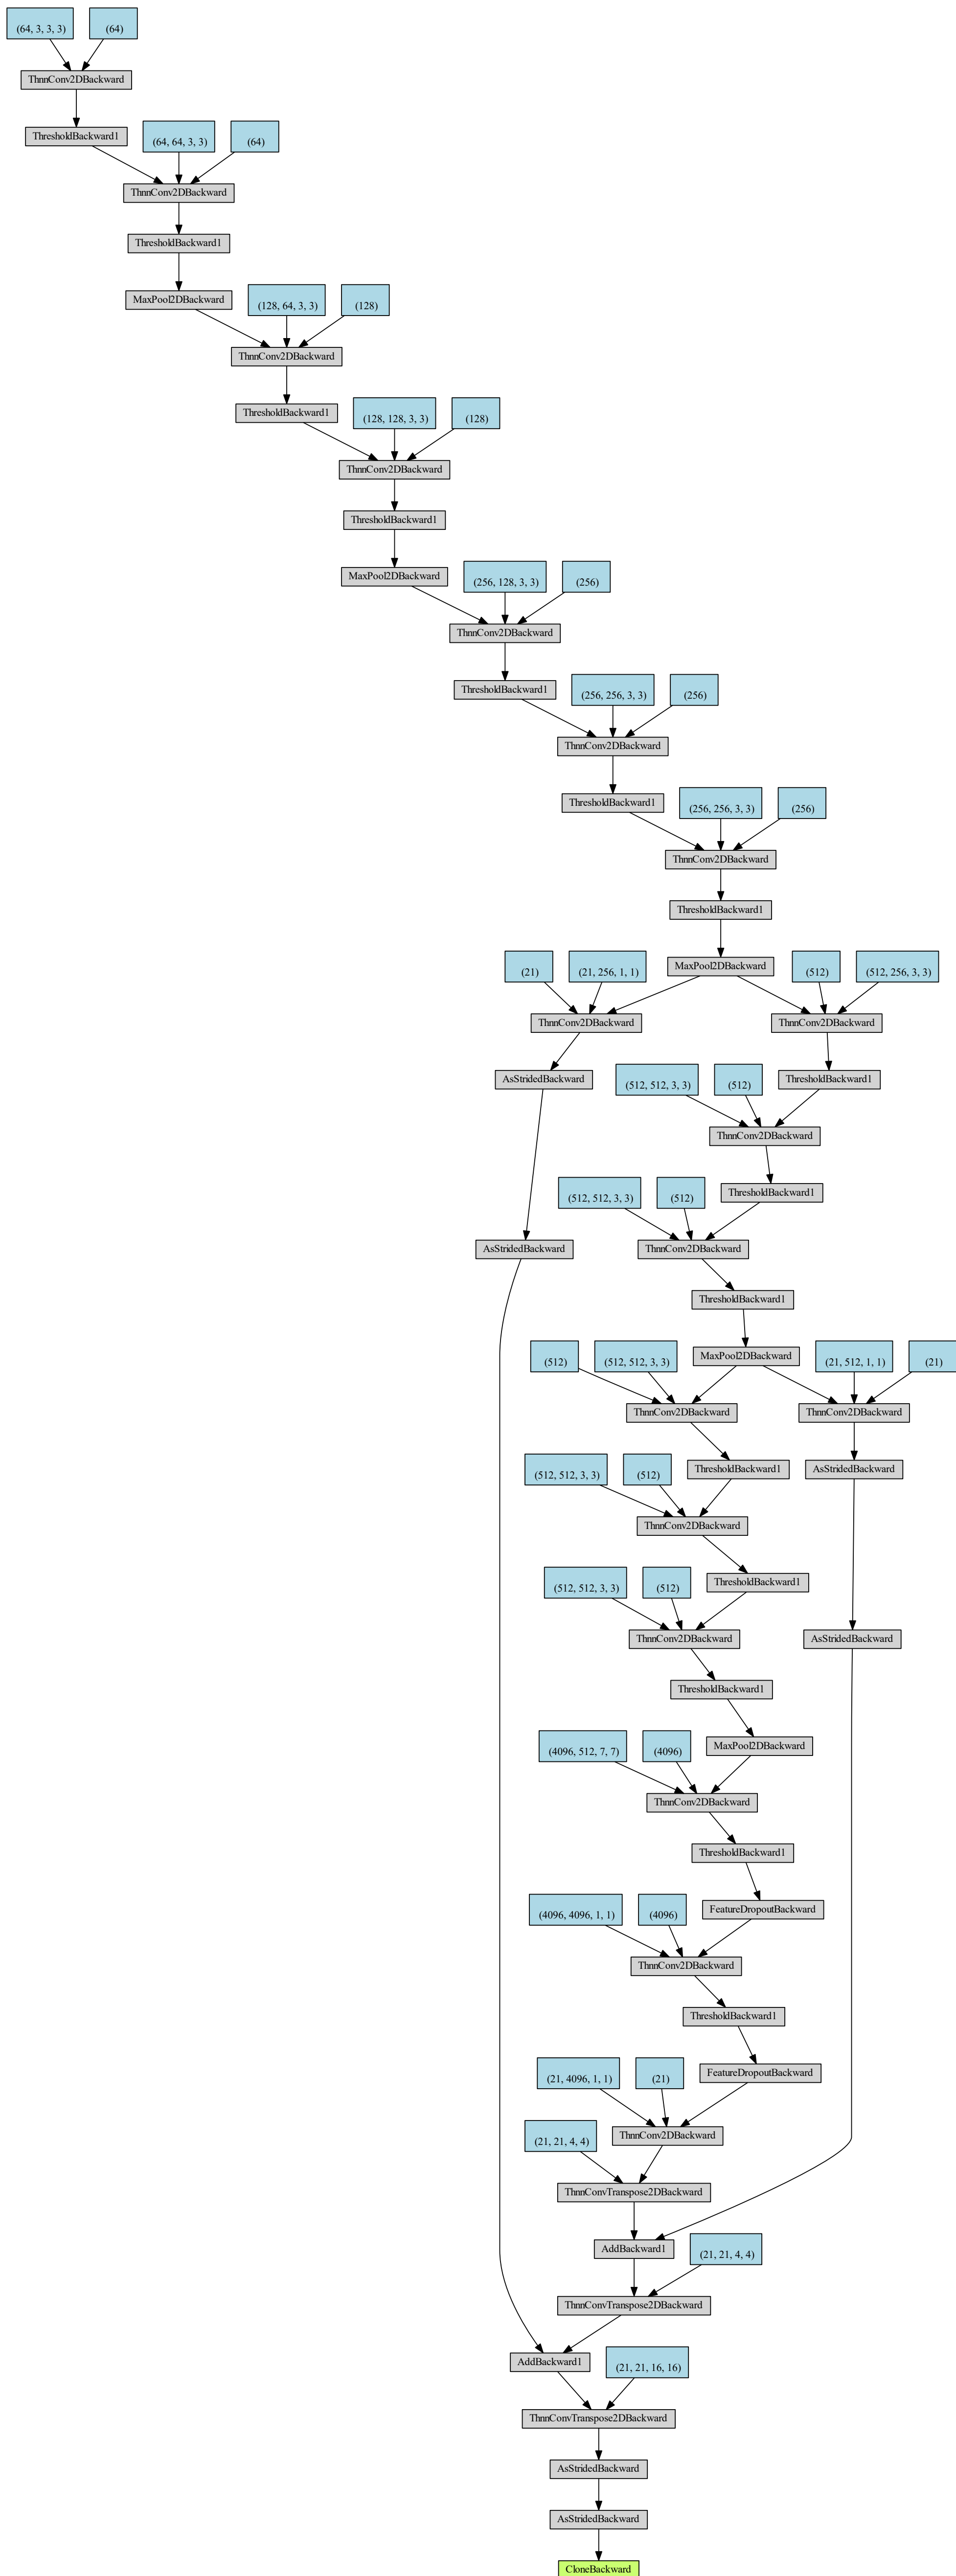 (64, 3, 3, 3) (64)
ThnnConv2DBackward
ThresholdBackward1 (64, 64, 3, 3) (64)
ThnnConv2DBackward
ThresholdBackward1
MaxPool2DBackward (128, 64, 3, 3) (128)
ThnnConv2DBackward
ThresholdBackward1 (128, 128, 3, 3) (128)
ThnnConv2DBackward
ThresholdBackward1
MaxPool2DBackward (256, 128, 3, 3) (256)
ThnnConv2DBackward
ThresholdBackward1 (256, 256, 3, 3) (256)
ThnnConv2DBackward
ThresholdBackward1 (256, 256, 3, 3) (256)
ThnnConv2DBackward
ThresholdBackward1
(21) (21, 256, 1, 1) MaxPool2DBackward (512) (512, 256, 3, 3)
ThnnConv2DBackward ThnnConv2DBackward
AsStridedBackward (512, 512, 3, 3) (512) ThresholdBackward1
ThnnConv2DBackward
(512, 512, 3, 3) (512) ThresholdBackward1
AsStridedBackward ThnnConv2DBackward
ThresholdBackward1
(512) (512, 512, 3, 3) MaxPool2DBackward (21, 512, 1, 1) (21)
ThnnConv2DBackward ThnnConv2DBackward
(512, 512, 3, 3) (512) ThresholdBackward1 AsStridedBackward
ThnnConv2DBackward
(512, 512, 3, 3) (512) ThresholdBackward1
ThnnConv2DBackward AsStridedBackward
ThresholdBackward1
(4096, 512, 7, 7) (4096) MaxPool2DBackward
ThnnConv2DBackward
ThresholdBackward1
(4096, 4096, 1, 1) (4096) FeatureDropoutBackward
ThnnConv2DBackward
ThresholdBackward1
(21, 4096, 1, 1) (21) FeatureDropoutBackward
(21, 21, 4, 4) ThnnConv2DBackward
ThnnConvTranspose2DBackward
AddBackward1 (21, 21, 4, 4)
ThnnConvTranspose2DBackward
AddBackward1 (21, 21, 16, 16)
ThnnConvTranspose2DBackward
AsStridedBackward
AsStridedBackward
CloneBackward